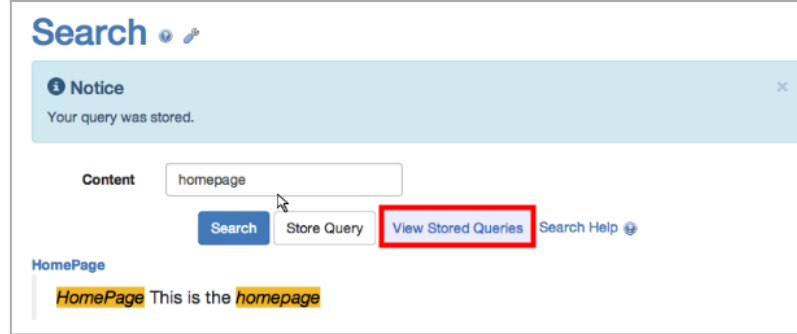 Search
Notice
Your query was stored.
Content homepage
Search Store Query View Stored Queries Search Help
HomePage
HomePage This is the homepage